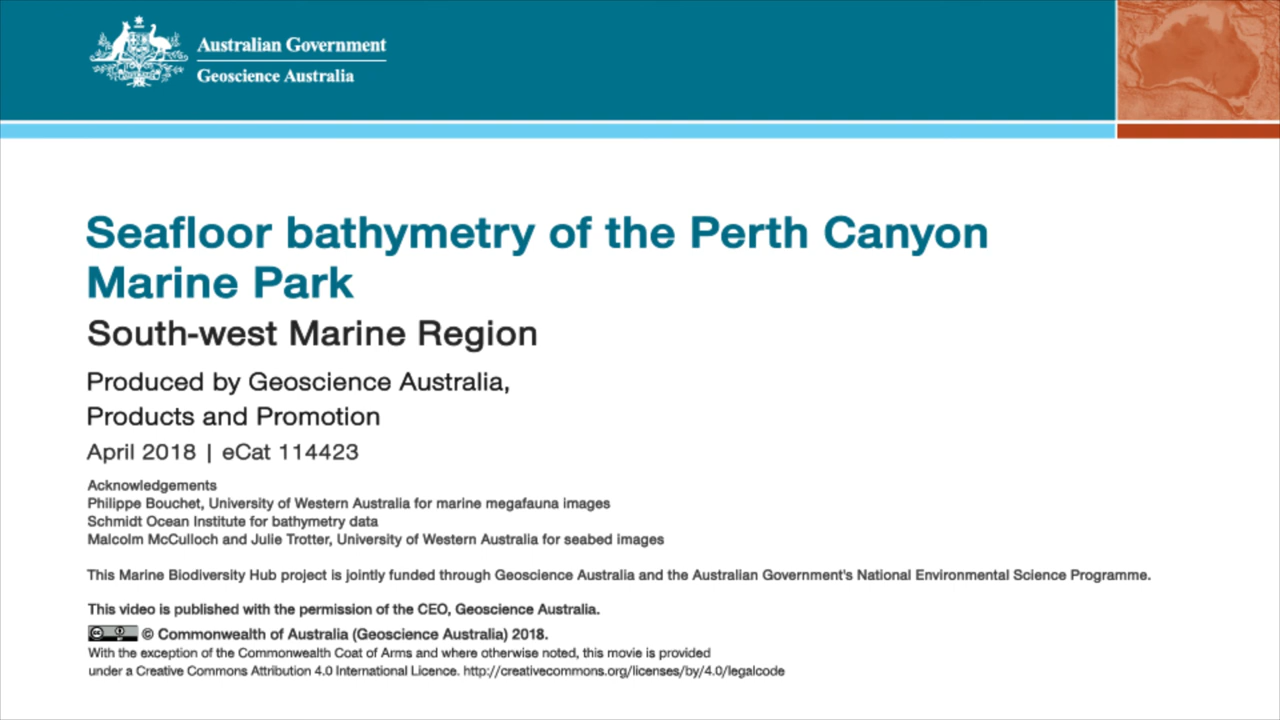 Australian Government
Geoscience Australia
Seafloor bathymetry of the Perth Canyon
Marine Park
South-west Marine Region
Produced by Geoscience Australia,
Products and Promotion
April 2018 | eCat 114423
Acknowledgements
Philippe Bouchet, University of Western Australia for marine megafauna images
Schmidt Ocean Institute for bathymetry data
Malcolm McCulloch and Julie Trotter, University of Western Australia for seabed images
This Marine Biodiversity Hub project is jointly funded through Geoscience Australia and the Australian Government's National Environmental Science Programme.
This video is published with the permission of the CEO, Geoscience Australia.
cc BY © Commonwealth of Australia (Geoscience Australia) 2018.
With the exception of the Commonwealth Coat of Arms and where otherwise noted, this movie is provided
under a Creative Commons Attribution 4.0 International Licence. http://creativecommons.org/licenses/by/4.0/legalcode